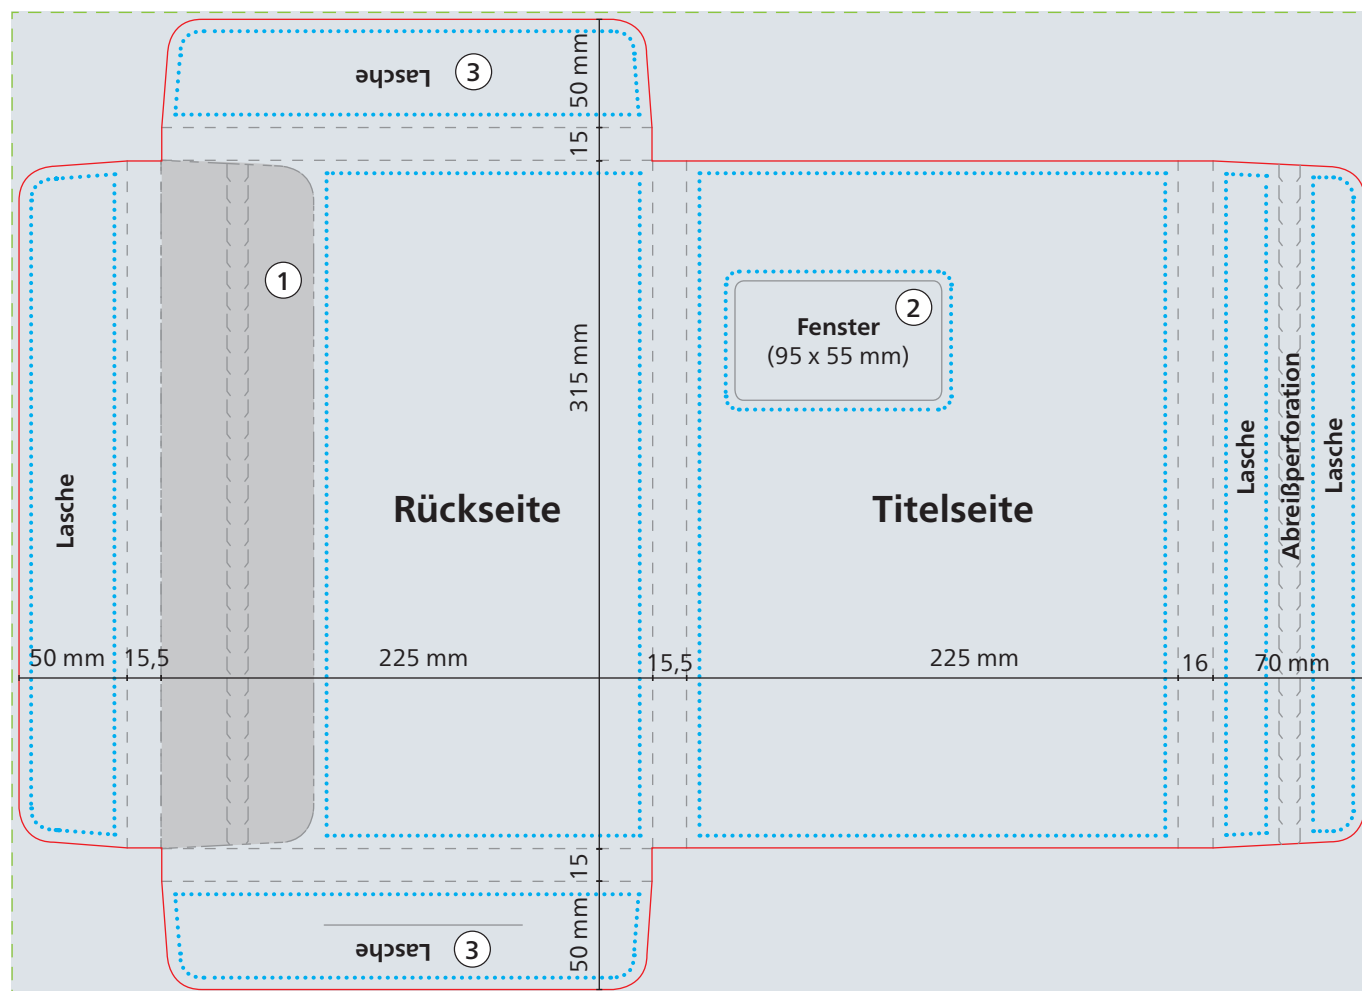 Lasche
3
50 mm
15
1
315 mm
2
Fenster
(95 x 55 mm)
Lasche
Rückseite
Titelseite
Lasche
Abreißperforation
Lasche
50 mm
15,5
225 mm
15,5
225 mm
16
70 mm
15
50 mm
Lasche
3